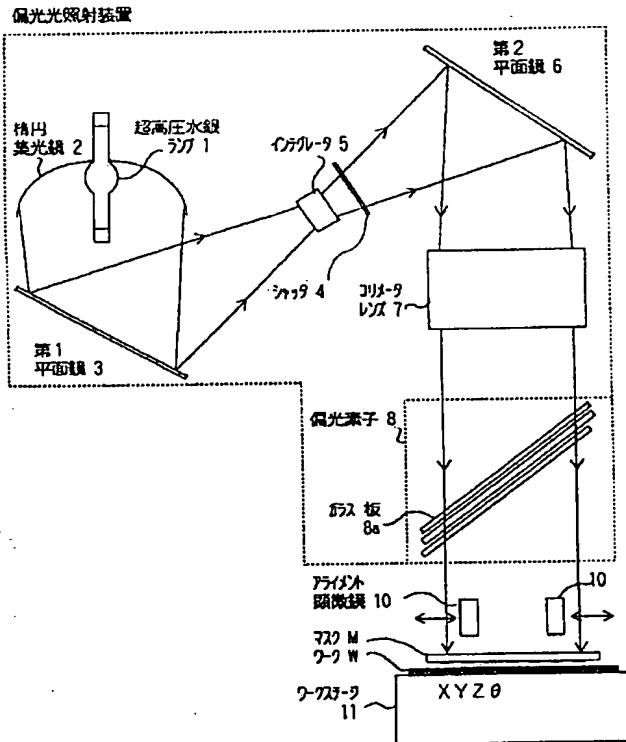 偏光光照射装置
第2
平面鏡 6
楕円
集光鏡 2
超高圧水銀
ランプ 1
インテグレータ 5
シャッタ 4
コリメータ
レンズ 7
第1
平面鏡 3
偏光素子 8
ガラス 板
8a
アライメント
顕微鏡 10
10
マスク M
ワーク W
ワークステージ
11
X Y Z θ